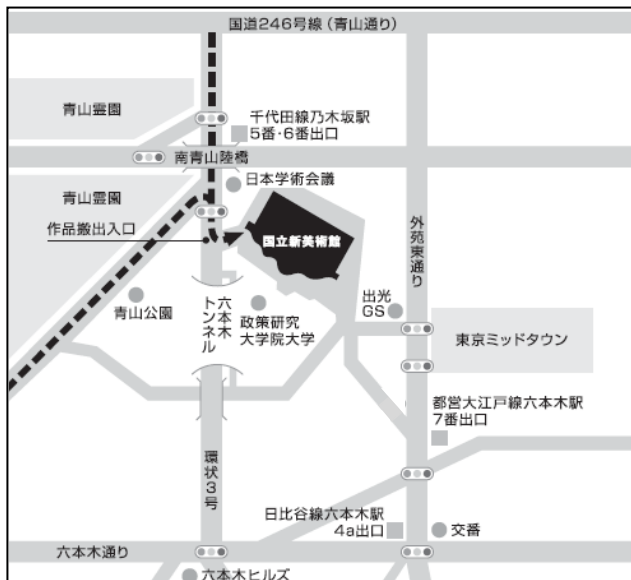 国道246号線（青山通り）
青山霊園
千代田線乃木坂駅
5番・6番出口
南青山陸橋
日本学術会議
青山霊園
作品搬出入口
国立新美術館
外苑東通り
青山公園
六本木
トンネル
政策研究
大学院大学
出光
GS
東京ミッドタウン
都営大江戸線六本木駅
7番出口
環状3号
日比谷線六本木駅
4a出口
交番
六本木通り
六本木ヒルズ